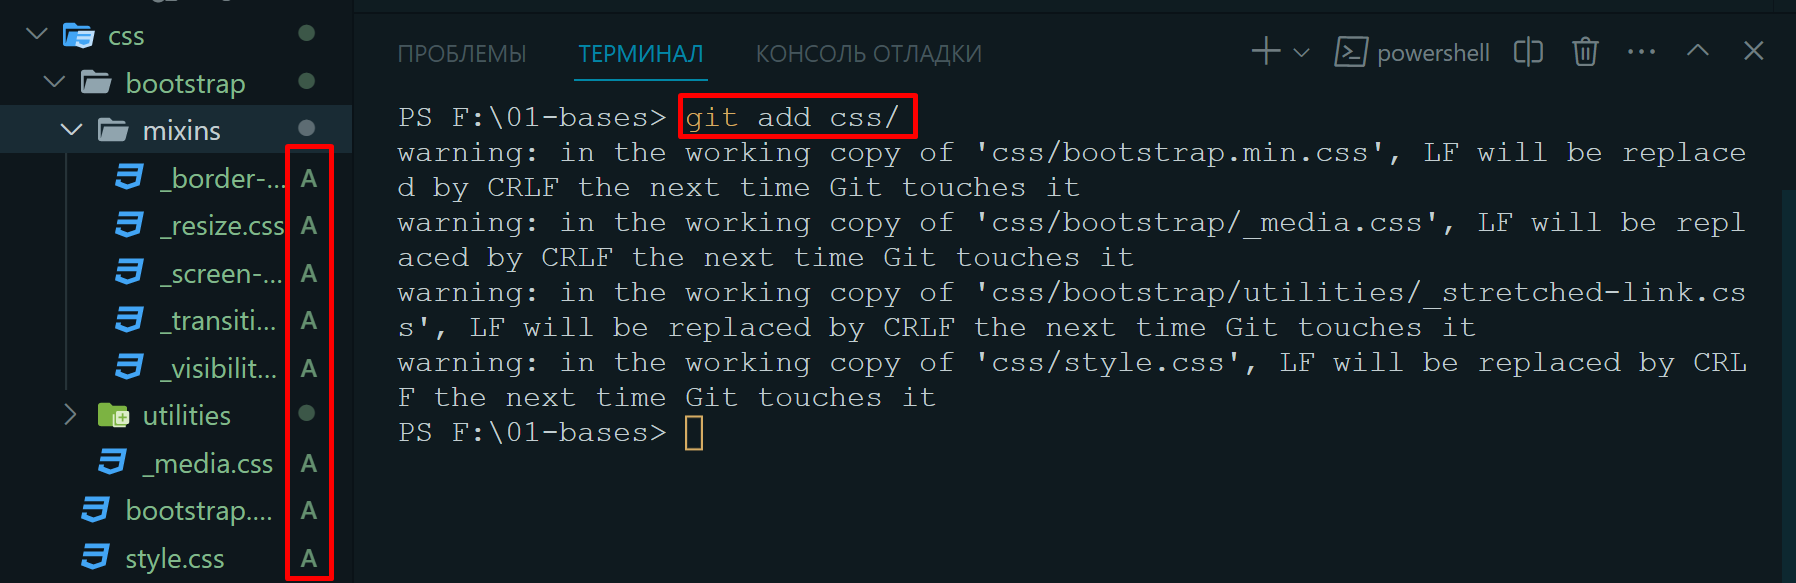 css
bootstrap
mixins
_border-... A
_resize.css A
_screen-... A
_transiti... A
_visibilit... A
utilities
_media.css A
bootstrap.... A
style.css A
ПРОБЛЕМЫ ТЕРМИНАЛ КОНСОЛЬ ОТЛАДКИ powershell
PS F:\01-bases> git add css/
warning: in the working copy of 'css/bootstrap.min.css', LF will be replace
d by CRLF the next time Git touches it
warning: in the working copy of 'css/bootstrap/_media.css', LF will be repl
aced by CRLF the next time Git touches it
warning: in the working copy of 'css/bootstrap/utilities/_stretched-link.cs
s', LF will be replaced by CRLF the next time Git touches it
warning: in the working copy of 'css/style.css', LF will be replaced by CRL
F the next time Git touches it
PS F:\01-bases>